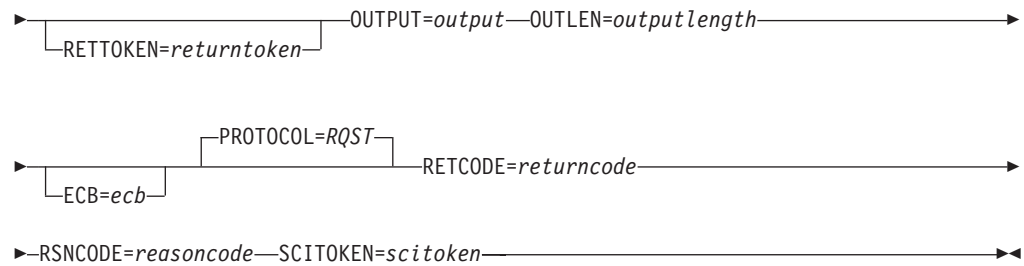 OUTPUT=output OUTLEN=outputlength
RETTOKEN=returntoken
PROTOCOL=RQST
RETCODE=returncode
ECB=ecb
RSNCODE=reasoncode SCITOKEN=scitoken